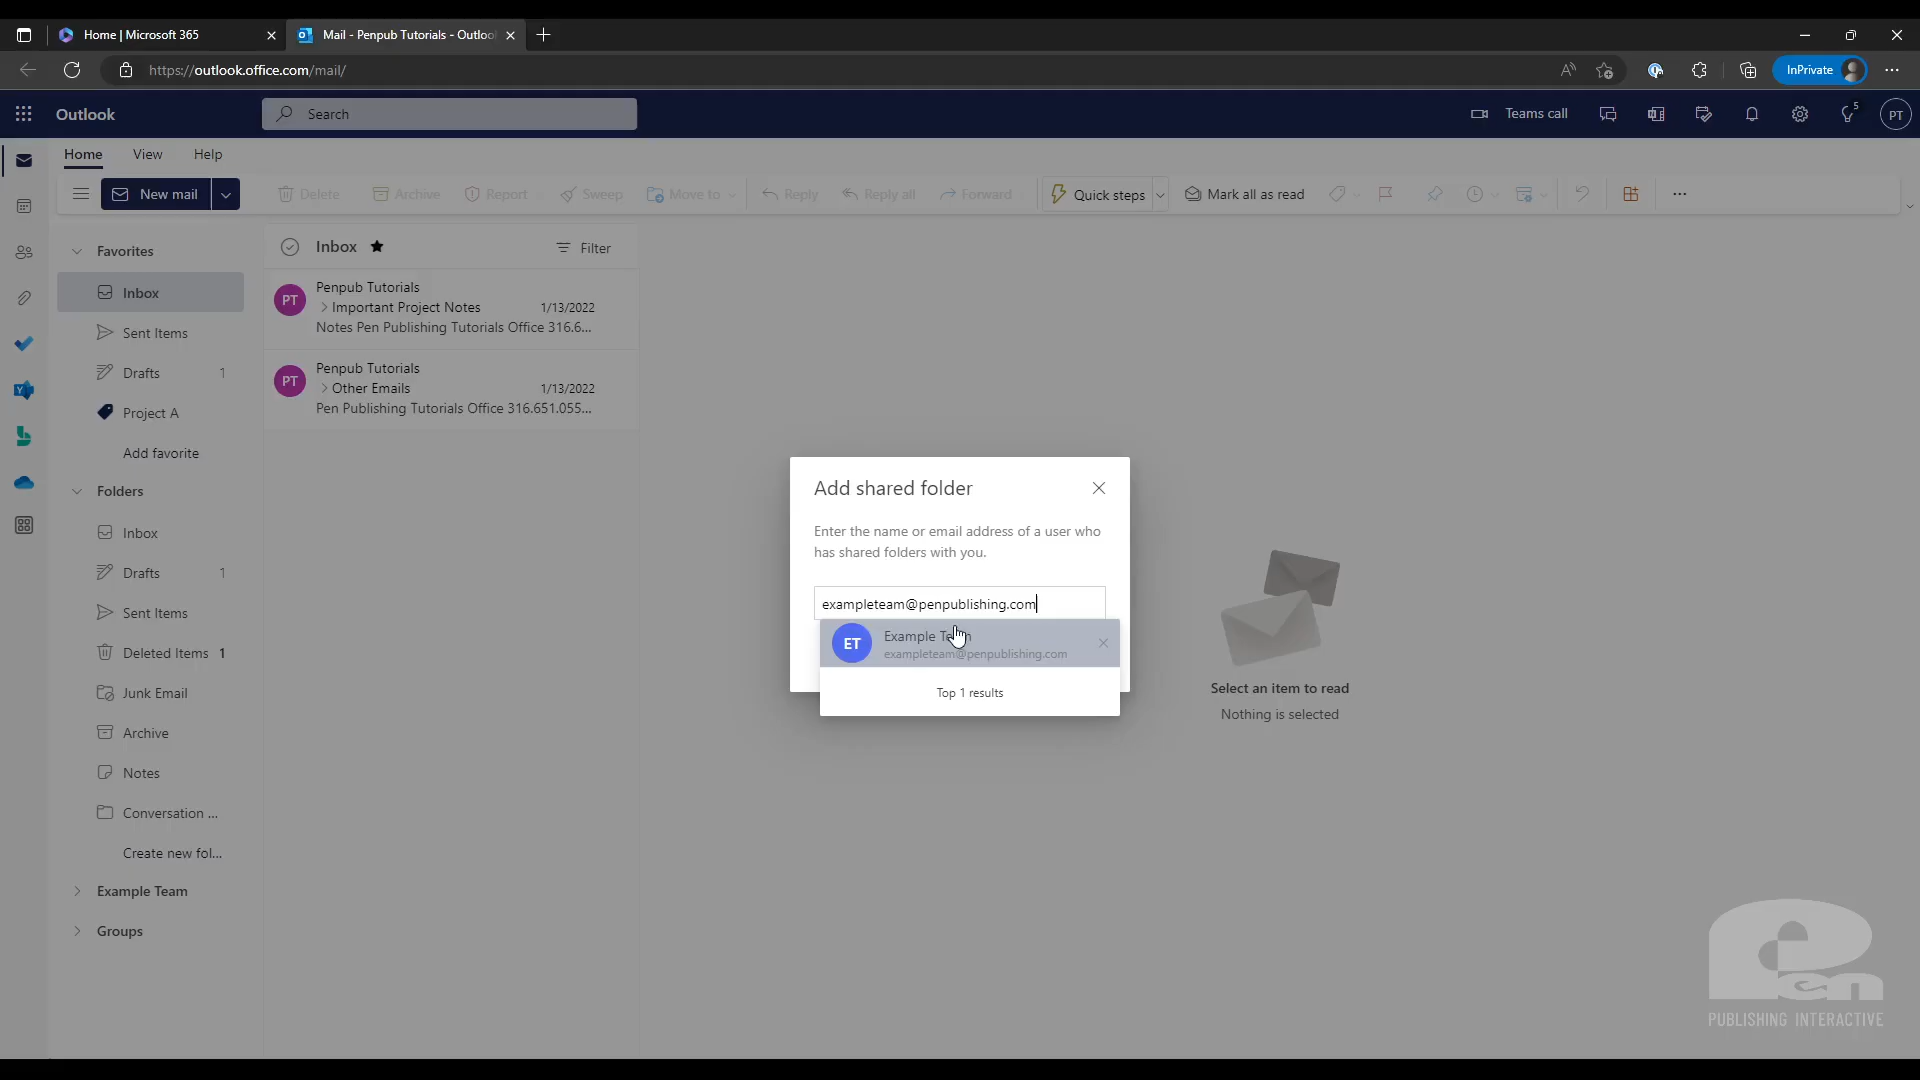 Home | Microsoft 365
Mail - Penpub Tutorials - Outloo
https://outlook.office.com/mail/
InPrivate
Outlook
Search
Teams call
5
PT
Home
View
Help
New mail
Delete
Archive
Report
Sweep
Move to
Reply
Reply all
Forward
Quick steps
Mark all as read
Favorites
Inbox
Sent Items
Drafts 1
Project A
Add favorite
Folders
Inbox
Drafts 1
Sent Items
Deleted Items 1
Junk Email
Archive
Notes
Conversation ...
Create new fol...
Example Team
Groups
Inbox
Filter
PT
Penpub Tutorials
Important Project Notes 1/13/2022
Notes Pen Publishing Tutorials Office 316.6...
PT
Penpub Tutorials
Other Emails 1/13/2022
Pen Publishing Tutorials Office 316.651.055...
Add shared folder
Enter the name or email address of a user who
has shared folders with you.
exampleteam@penpublishing.com
ET
Example Team
exampleteam@penpublishing.com
Top 1 results
Select an item to read
Nothing is selected
Pen
PUBLISHING INTERACTIVE